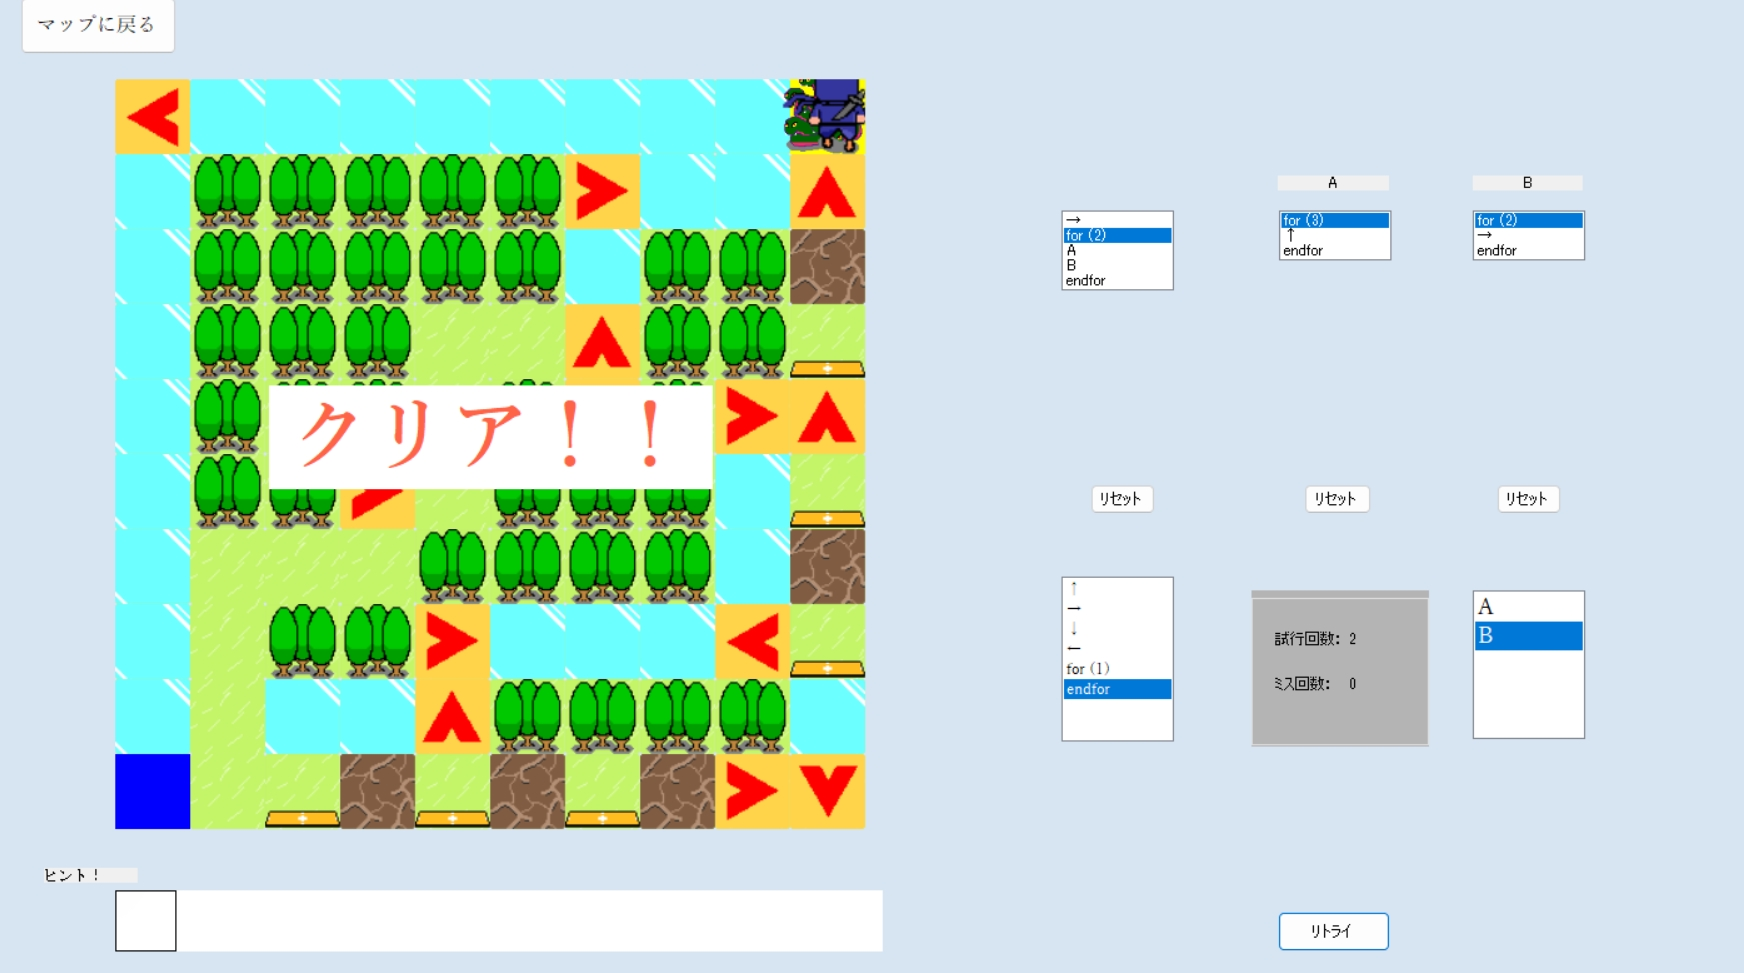 マップに戻る
A
B
→
for (2)
A
B
endfor
for (3)
↑
endfor
for (2)
→
endfor
クリア！！
リセット
リセット
リセット
↑
→
↓
←
for (1)
endfor
試行回数: 2
ミス回数: 0
A
B
ヒント！
リトライ